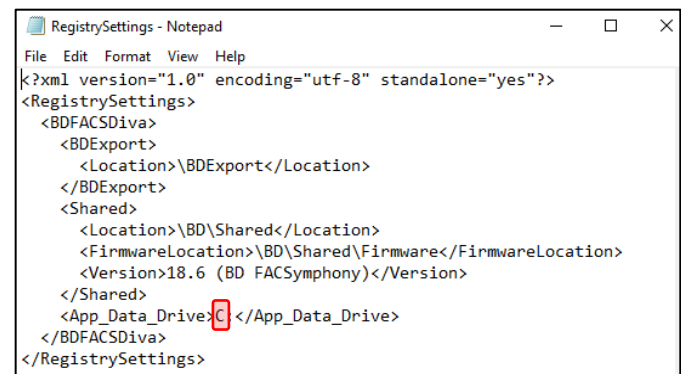 RegistrySettings - Notepad
File Edit Format View Help
<?xml version="1.0" encoding="utf-8" standalone="yes"?>
<RegistrySettings>
  <BDFACSDiva>
    <BDExport>
      <Location>\BDExport</Location>
    </BDExport>
    <Shared>
      <Location>\BD\Shared</Location>
      <FirmwareLocation>\BD\Shared\Firmware</FirmwareLocation>
      <Version>18.6 (BD FACSymphony)</Version>
    </Shared>
    <App_Data_Drive>C:</App_Data_Drive>
  </BDFACSDiva>
</RegistrySettings>